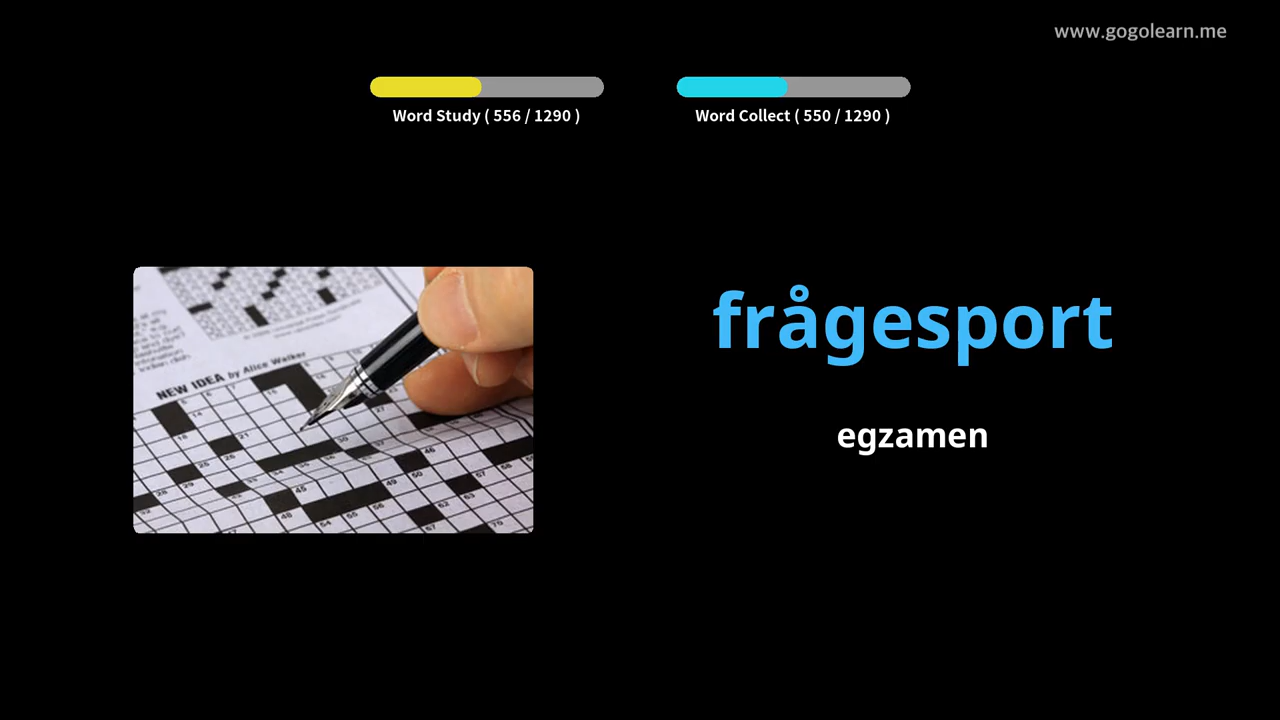 www.gogolearn.me
Word Study ( 556 / 1290 )
Word Collect ( 550 / 1290 )
NEW IDEA by Alice Walker
frågesport
egzamen